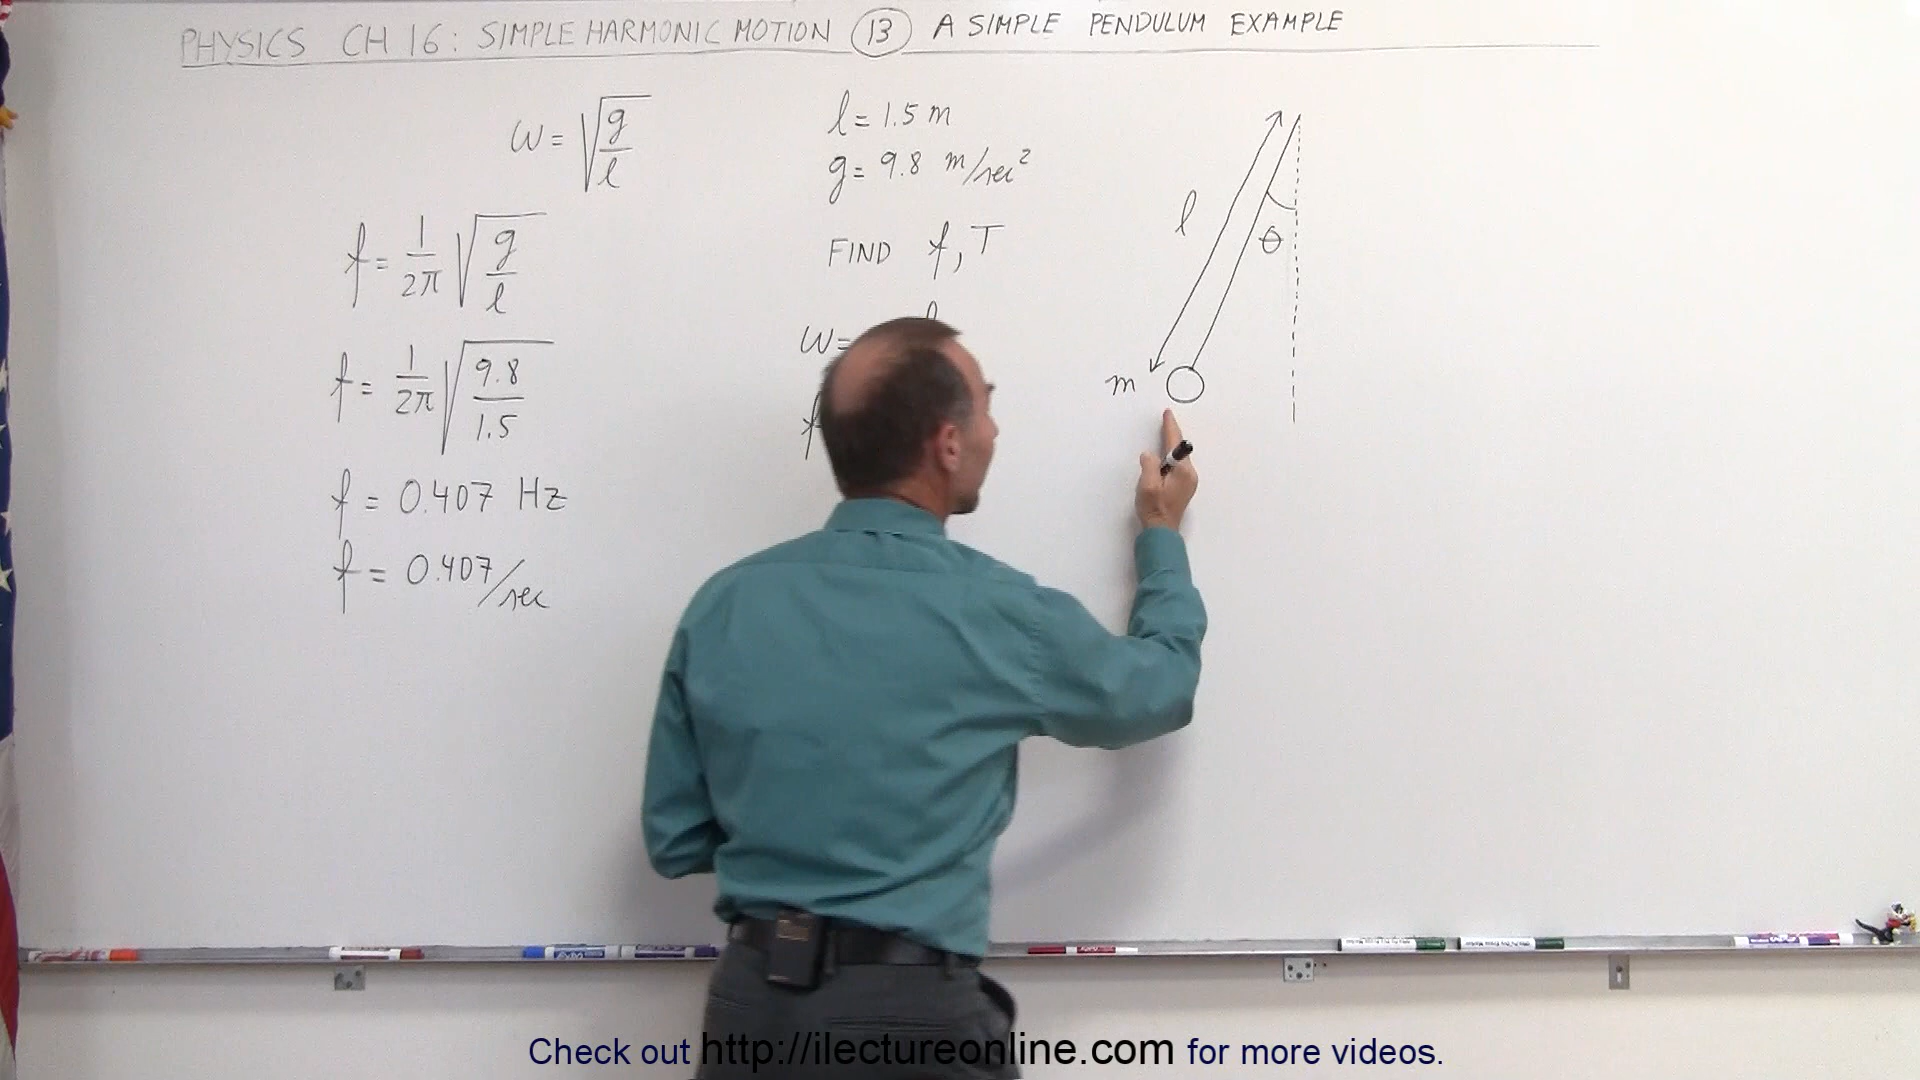 PHYSICS CH 16: SIMPLE HARMONIC MOTION 13 A SIMPLE PENDULUM EXAMPLE
ω = √(g/l)
f = 1/2π √(g/l)
f = 1/2π √(9.8/1.5)
f = 0.407 Hz
f = 0.407/sec
l = 1.5 m
g = 9.8 m/sec²
FIND f, T
ω =
f
l
θ
m
Check out http://ilectureonline.com for more videos.